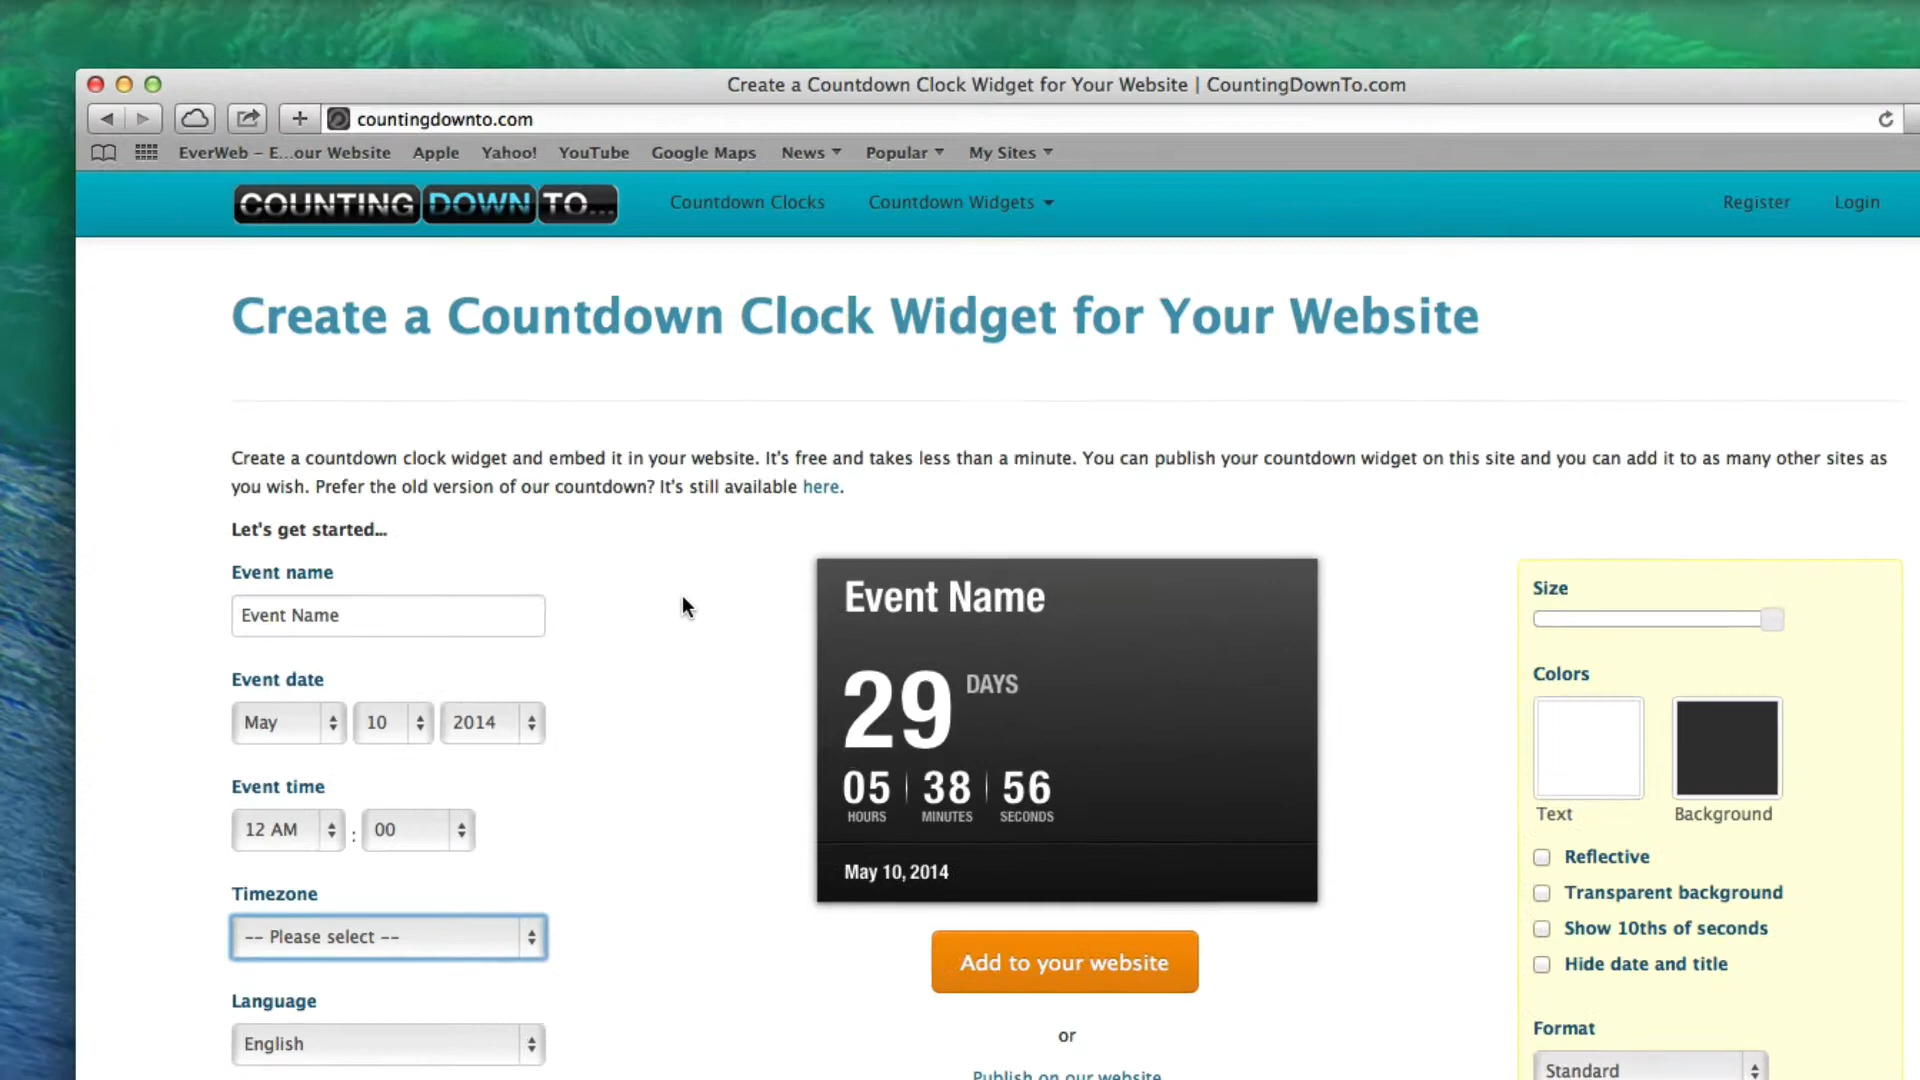 Create a Countdown Clock Widget for Your Website | CountingDownTo.com
countingdownto.com
EverWeb – E...our Website Apple Yahoo! YouTube Google Maps News Popular My Sites
COUNTING DOWN TO... Countdown Clocks Countdown Widgets Register Login
Create a Countdown Clock Widget for Your Website
Create a countdown clock widget and embed it in your website. It's free and takes less than a minute. You can publish your countdown widget on this site and you can add it to as many other sites as
you wish. Prefer the old version of our countdown? It's still available here.
Let's get started...
Event name
Event Name
Event date
May 10 2014
Event time
12 AM : 00
Timezone
-- Please select --
Language
English
Event Name
29 DAYS
05 38 56
HOURS MINUTES SECONDS
May 10, 2014
Add to your website
or
Publish on our website
Size
Colors
Text Background
Reflective
Transparent background
Show 10ths of seconds
Hide date and title
Format
Standard